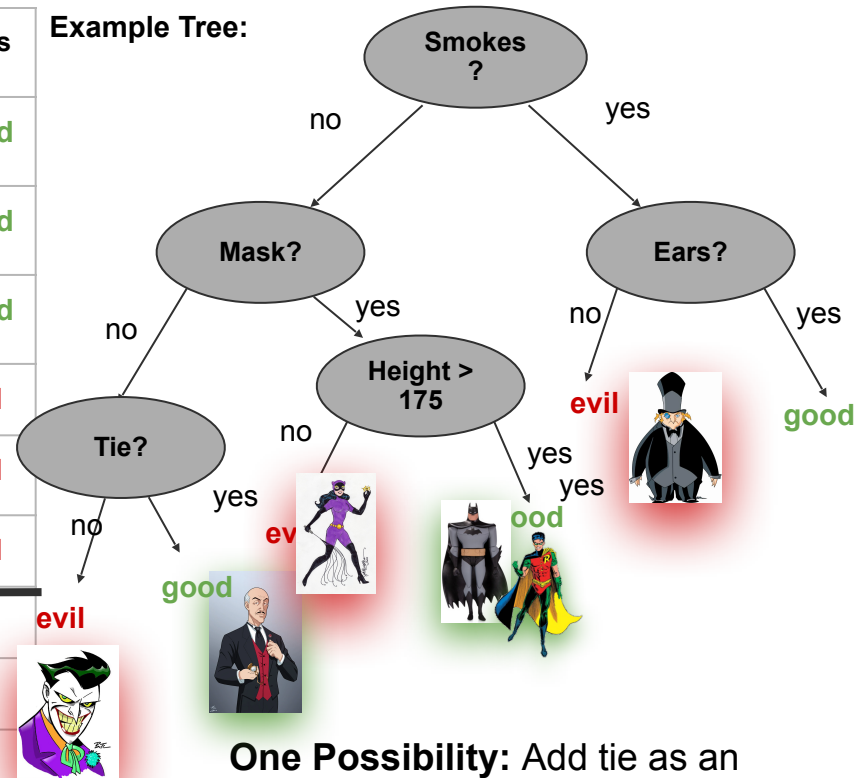 s
Example Tree:
d
d
d
l
l
l
Smokes
?
no
yes
Mask?
Ears?
no
yes
no
yes
Height >
175
evil
good
Tie?
no
yes
yes
no
yes
ev
ood
good
evil
One Possibility: Add tie as an